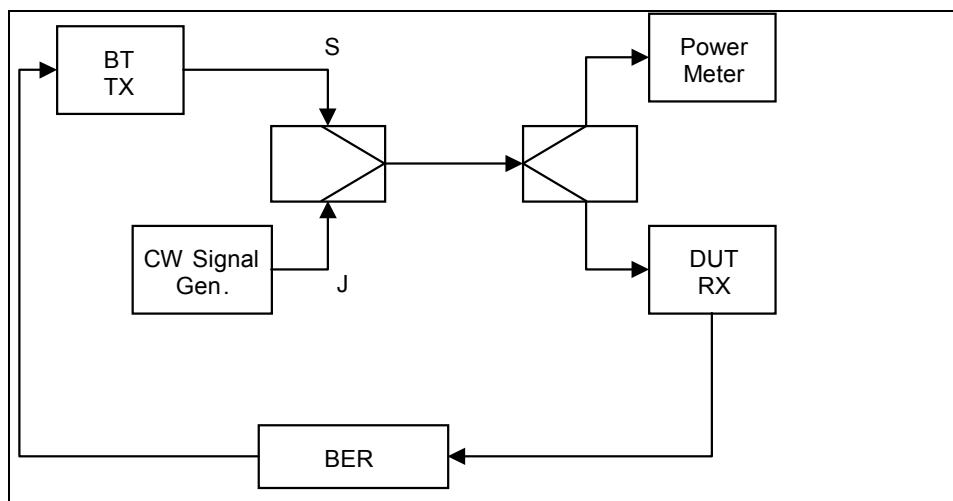 BT
TX
S
Power
Meter
CW Signal
Gen.
J
DUT
RX
BER